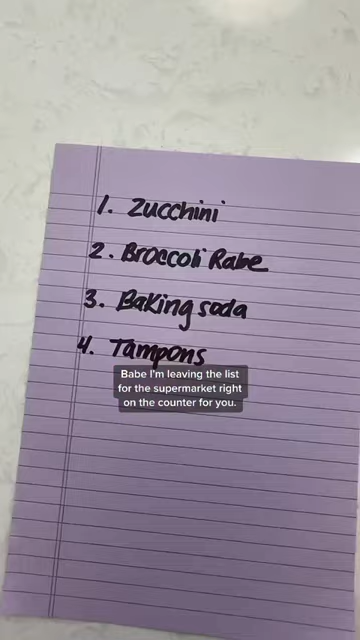 1. Zucchini
2. Broccoli Rabe
3. Baking soda
4. Tampons
Babe I'm leaving the list
for the supermarket right
on the counter for you.